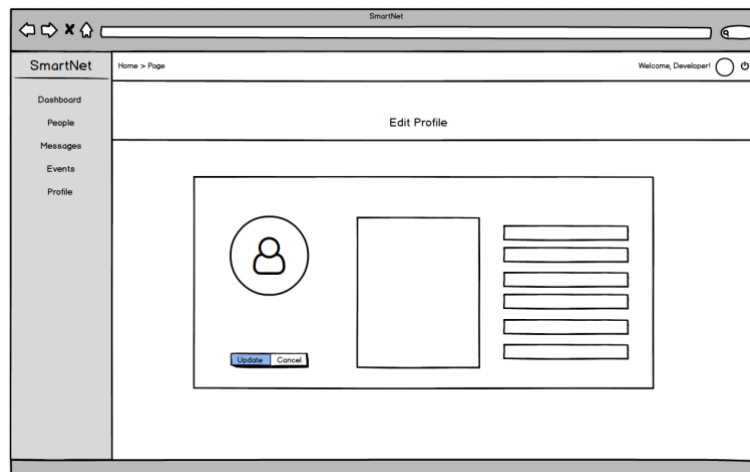 SmartNet
SmartNet
Home > Page
Welcome, Developer!
Dashboard
People
Messages
Events
Profile
Edit Profile
Update
Cancel